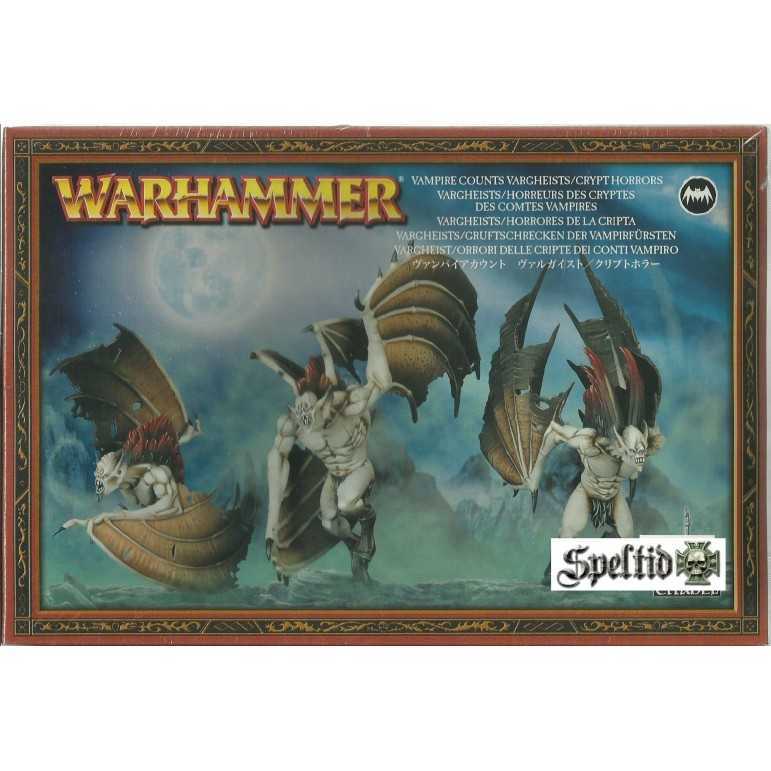 WARHAMMER®
VAMPIRE COUNTS VARGHEISTS/CRYPT HORRORS
VARGHEISTS/HORREURS DES CRYPTES
DES COMTES VAMPIRES
VARGHEISTS/HORRORES DE LA CRIPTA
VARGHEISTS/GRUFTSCHRECKEN DER VAMPIRFÜRSTEN
VARGHEIST/ORRORI DELLE CRIPTE DEI CONTI VAMPIRO
ヴァンパイアカウント ヴァルガイスト／クリプトホラー
Speltid
CITADEL